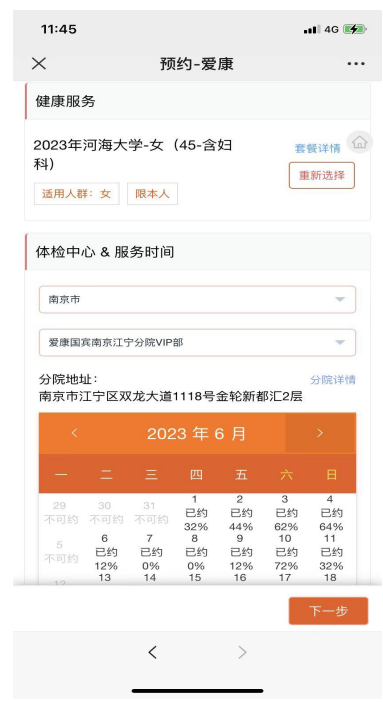 11:45
4G
预约-爱康
健康服务
2023年河海大学-女（45-含妇
科）
套餐详情
重新选择
适用人群：女
限本人
体检中心 & 服务时间
南京市
爱康国宾南京江宁分院VIP部
分院地址：
分院详情
南京市江宁区双龙大道1118号金轮新都汇2层
2023 年 6 月
一 二 三 四 五 六 日
29 30 31 1 2 3 4
不可约 不可约 不可约 已约 已约 已约 已约
32% 44% 62% 64%
5 6 7 8 9 10 11
不可约 已约 已约 已约 已约 已约 已约
12% 0% 0% 12% 72% 32%
12 13 14 15 16 17 18
下一步